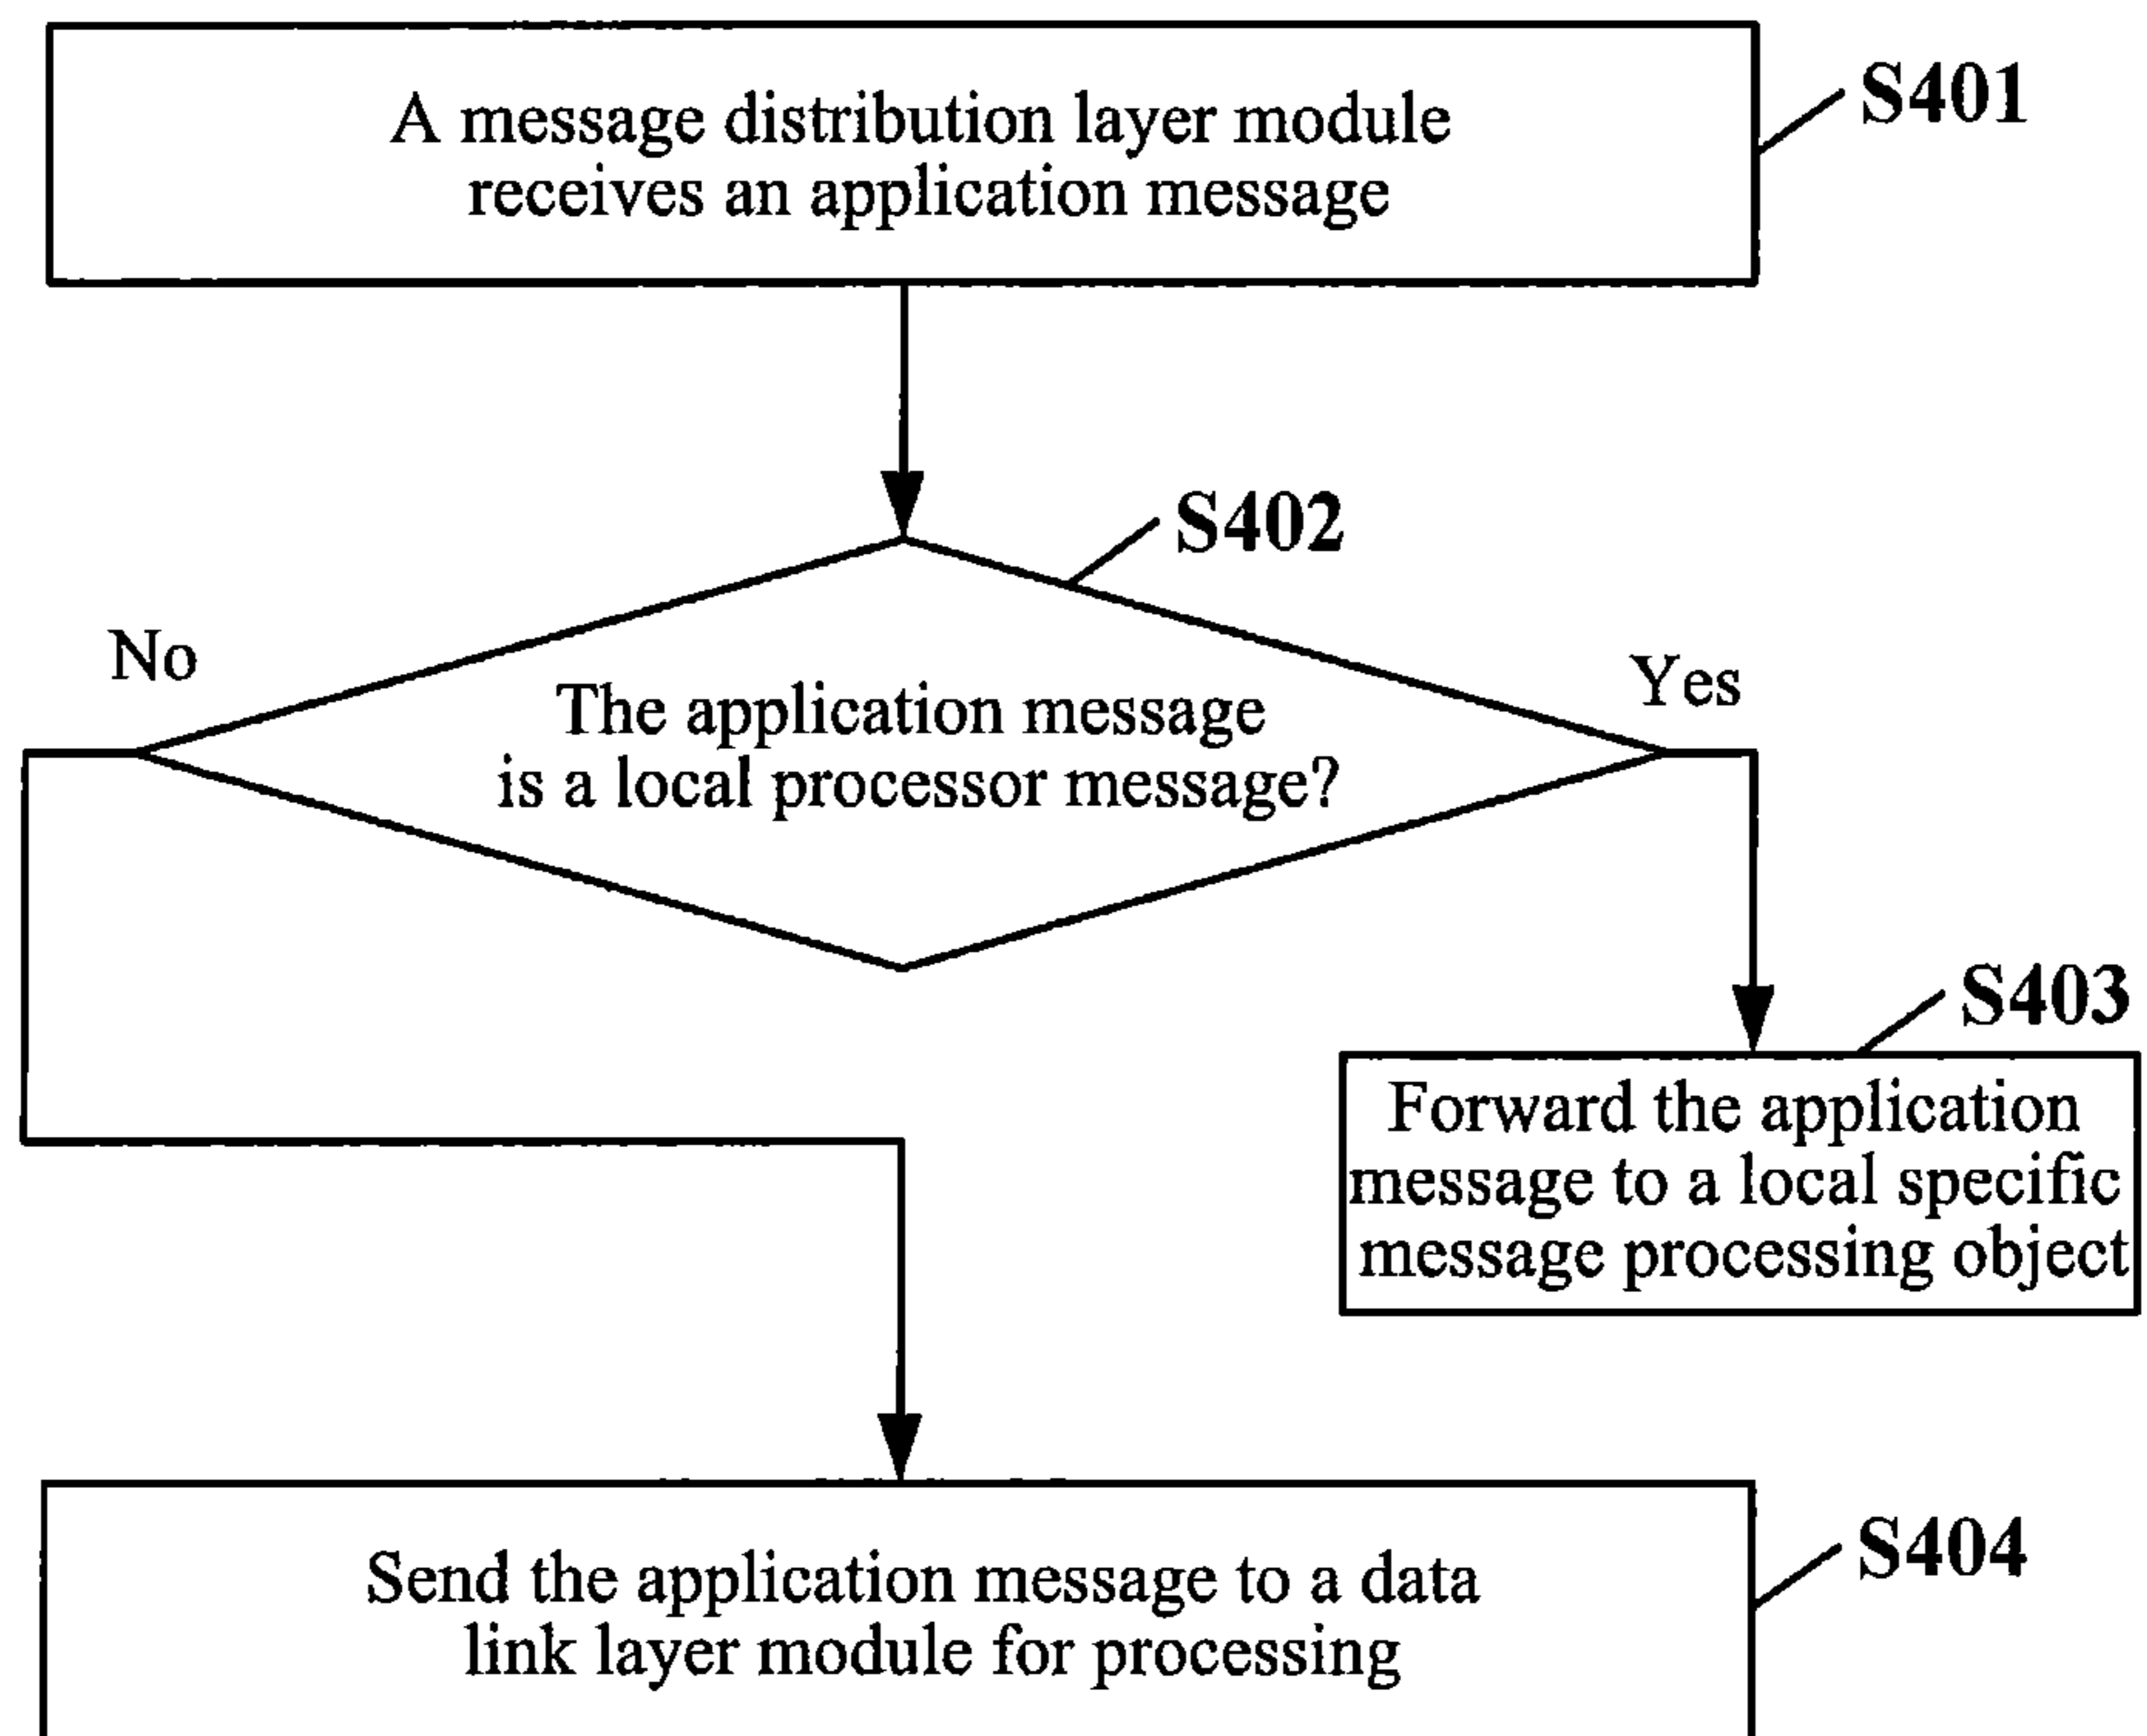 A message distribution layer module
receives an application message
S401
S402
No
Yes
The application message
is a local processor message?
S403
Forward the application
message to a local specific
message processing object
Send the application message to a data
link layer module for processing
S404